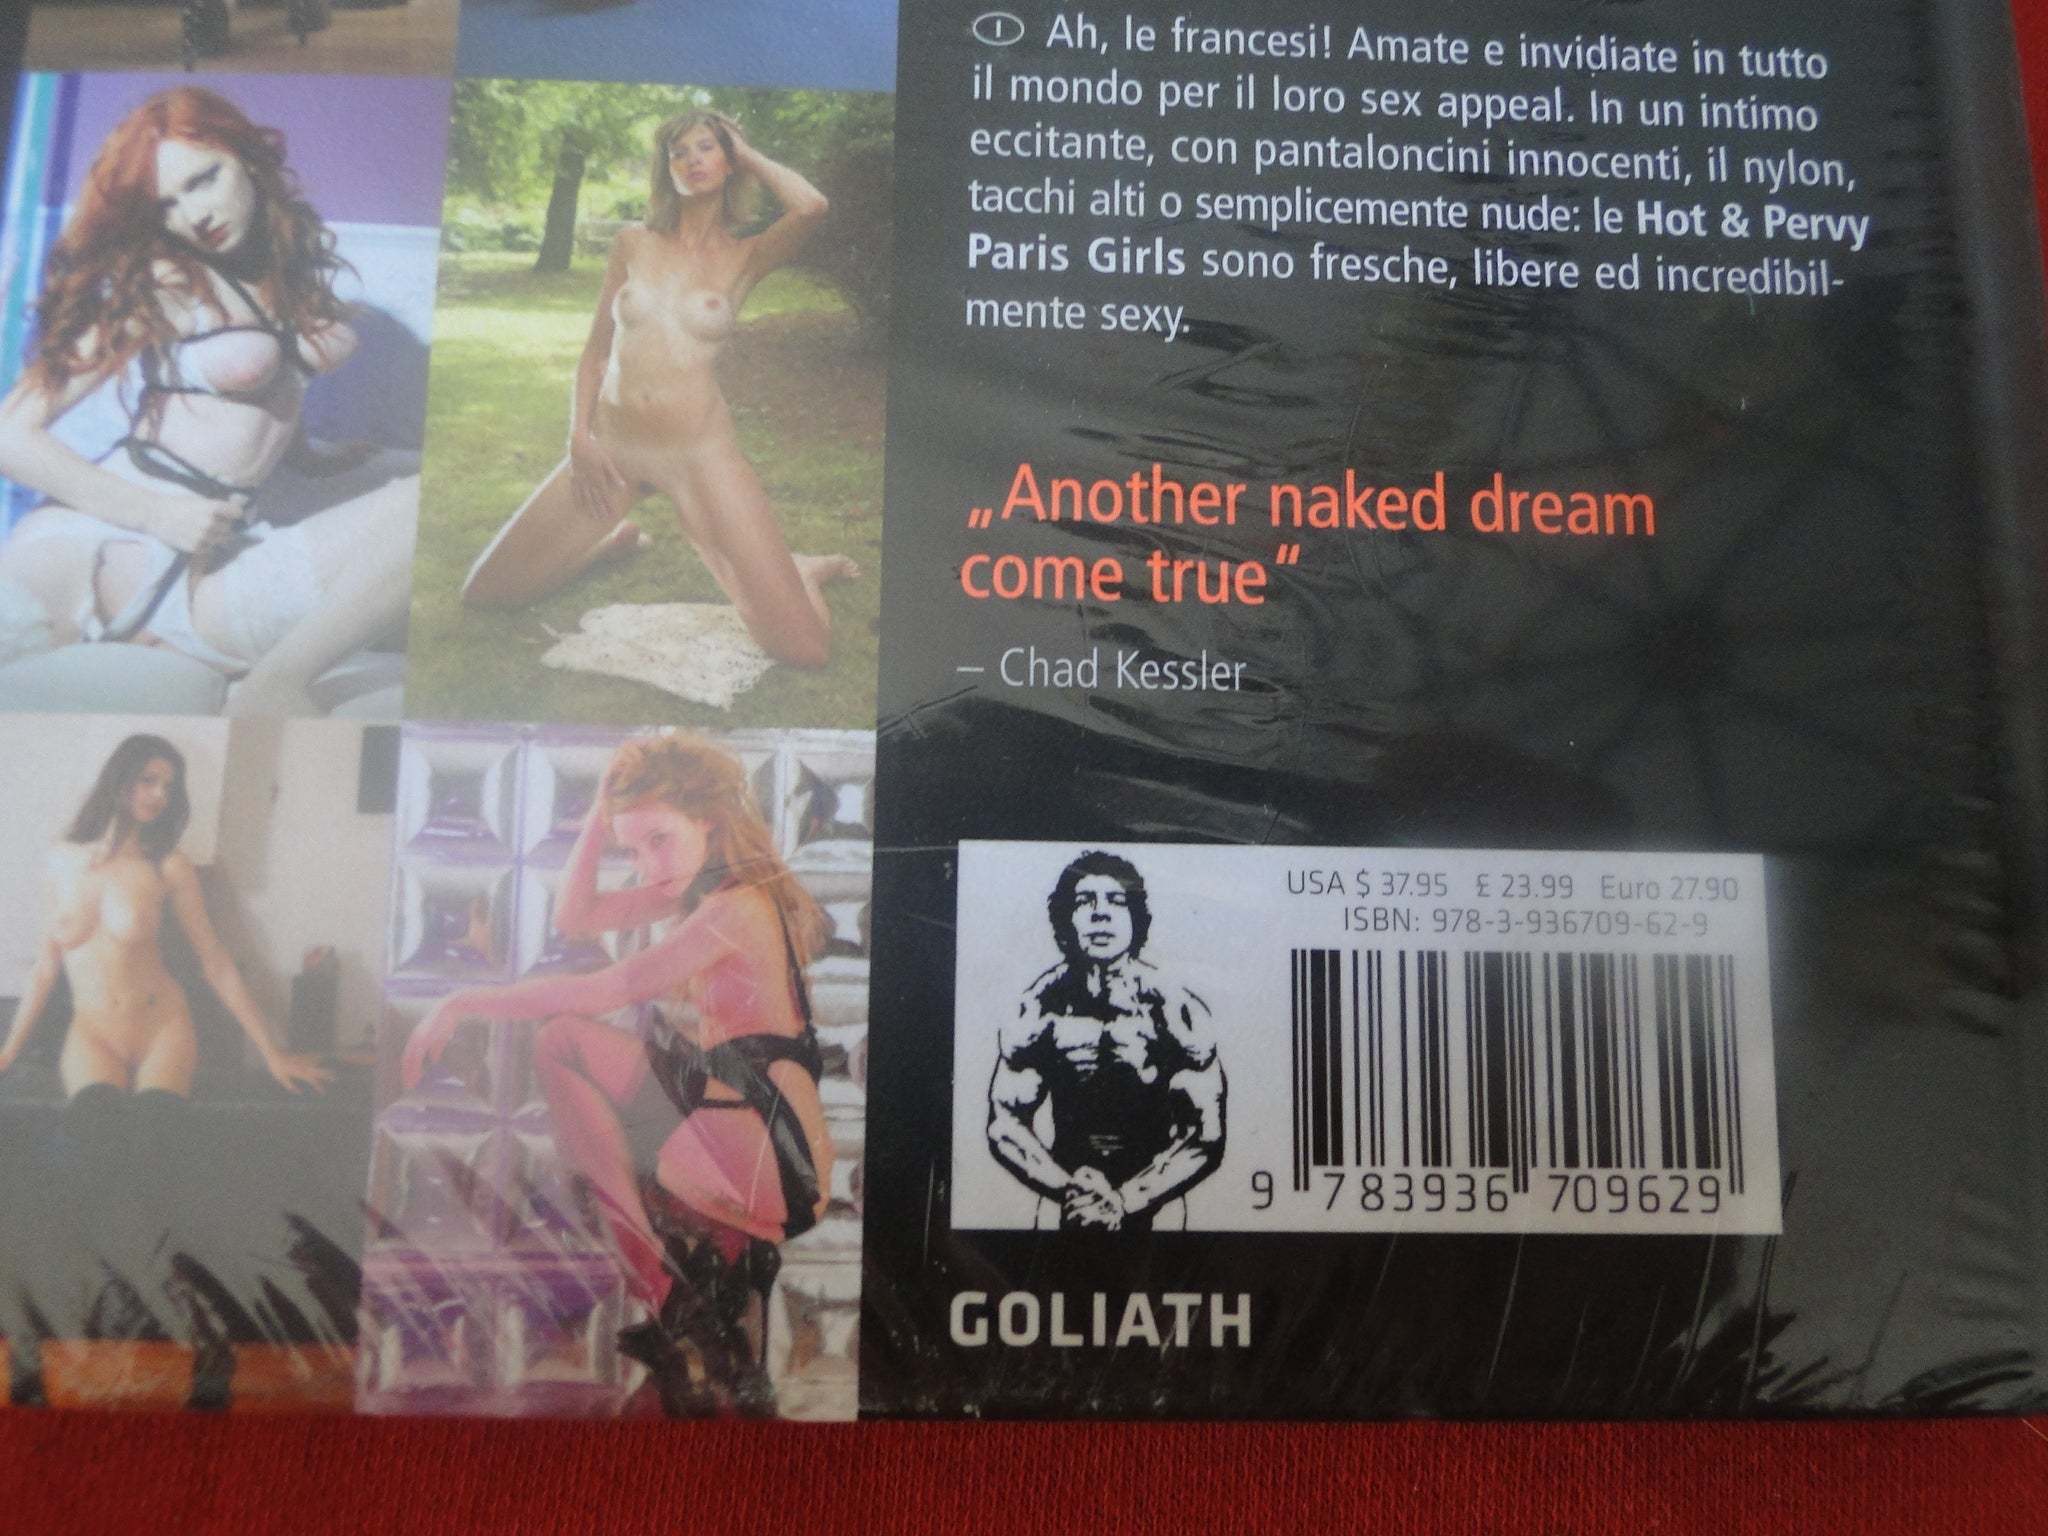 I Ah, le francesi! Amate e invidiate in tutto
il mondo per il loro sex appeal. In un intimo
eccitante, con pantaloncini innocenti, il nylon,
tacchi alti o semplicemente nude: le Hot & Pervy
Paris Girls sono fresche, libere ed incredibil-
mente sexy.
„Another naked dream
come true“
– Chad Kessler
USA $ 37.95 £ 23.99 Euro 27.90
ISBN: 978-3-936709-62-9
9 783936 709629
GOLIATH